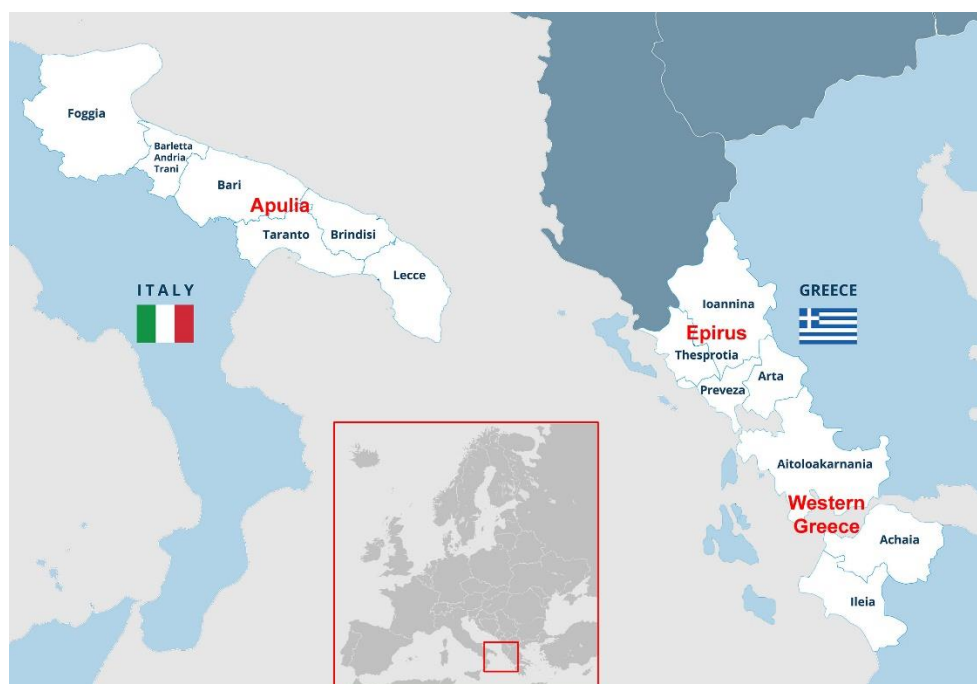 Foggia
Barletta
Andria
Trani
Bari
Apulia
Taranto
Brindisi
Lecce
ITALY
GREECE
Ioannina
Epirus
Thesprotia
Arta
Preveza
Aitoloakarnania
Western
Greece
Achaia
Ileia